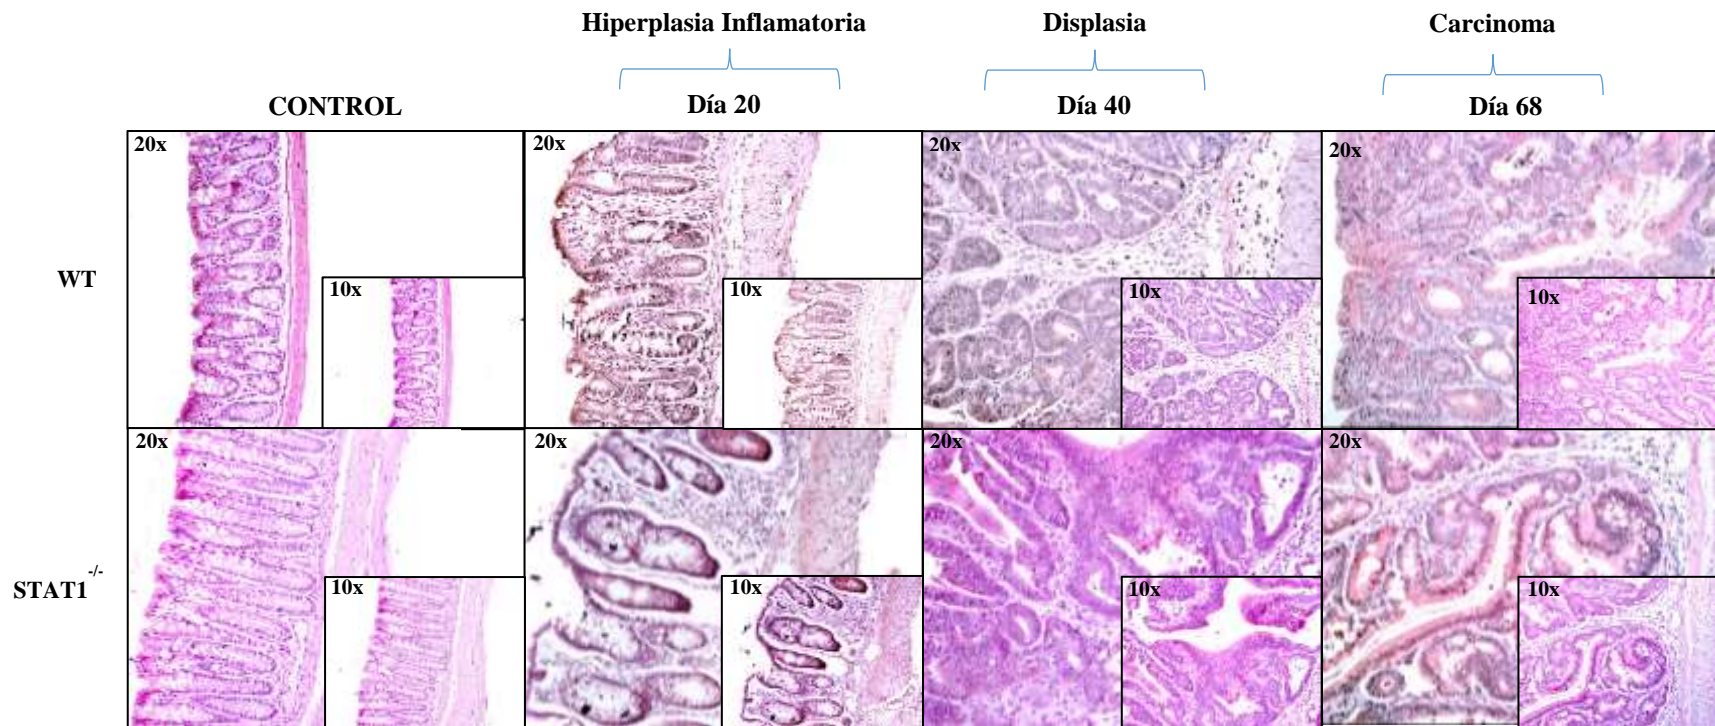 Hiperplasia Inflamatoria
Displasia
Carcinoma
CONTROL
Día 20
Día 40
Día 68
WT
20x
10x
20x
10x
20x
10x
20x
10x
STAT1-/-
20x
10x
20x
10x
20x
10x
20x
10x